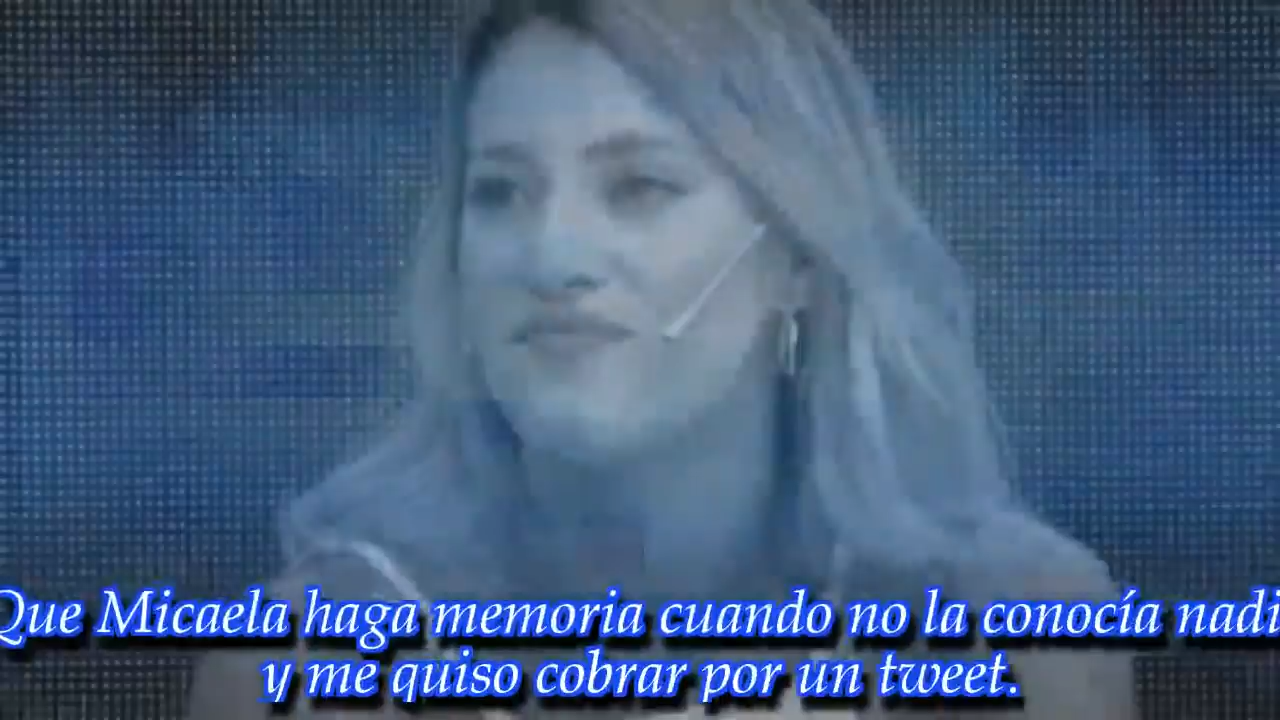 Que Micaela haga memoria cuando no la conocía nadi
y me quiso cobrar por un tweet.